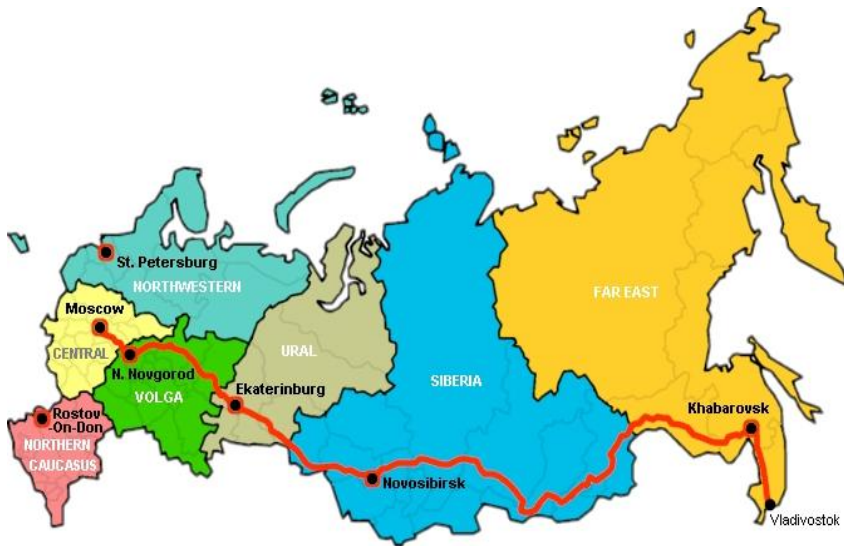 St. Petersburg
NORTHWESTERN
Moscow
CENTRAL
N. Novgorod
VOLGA
URAL
Ekaterinburg
Rostov
-On-Don
NORTHERN
CAUCASUS
SIBERIA
Novosibirsk
FAR EAST
Khabarovsk
Vladivostok